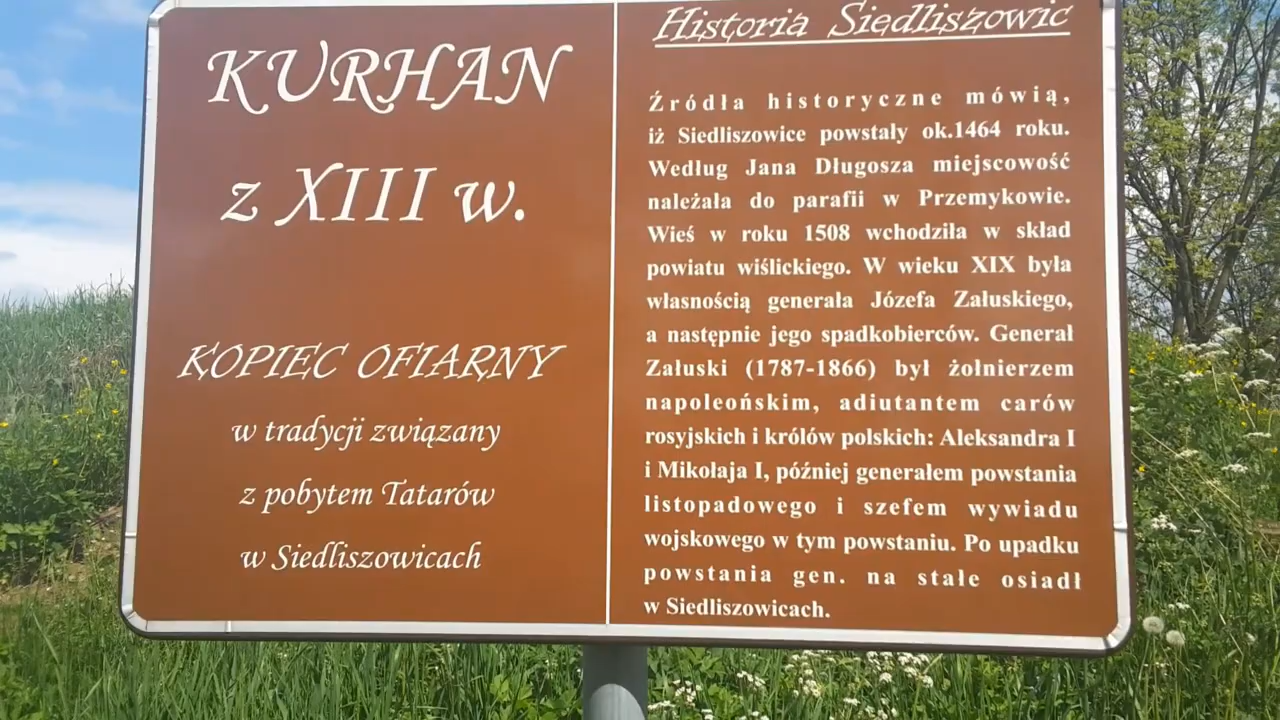 KURHAN
z XIII w.
KOPIEC OFIARNY
w tradycji związany
z pobytem Tatarów
w Siedliszowicach
Historia Siedliszowic
Źródła historyczne mówią,
iż Siedliszowice powstały ok.1464 roku.
Według Jana Długosza miejscowość
należała do parafii w Przemykowie.
Wieś w roku 1508 wchodziła w skład
powiatu wiślickiego. W wieku XIX była
własnością generała Józefa Załuskiego,
a następnie jego spadkobierców. Generał
Załuski (1787-1866) był żołnierzem
napoleońskim, adiutantem carów
rosyjskich i królów polskich: Aleksandra I
i Mikołaja I, później generałem powstania
listopadowego i szefem wywiadu
wojskowego w tym powstaniu. Po upadku
powstania gen. na stałe osiadł
w Siedliszowicach.